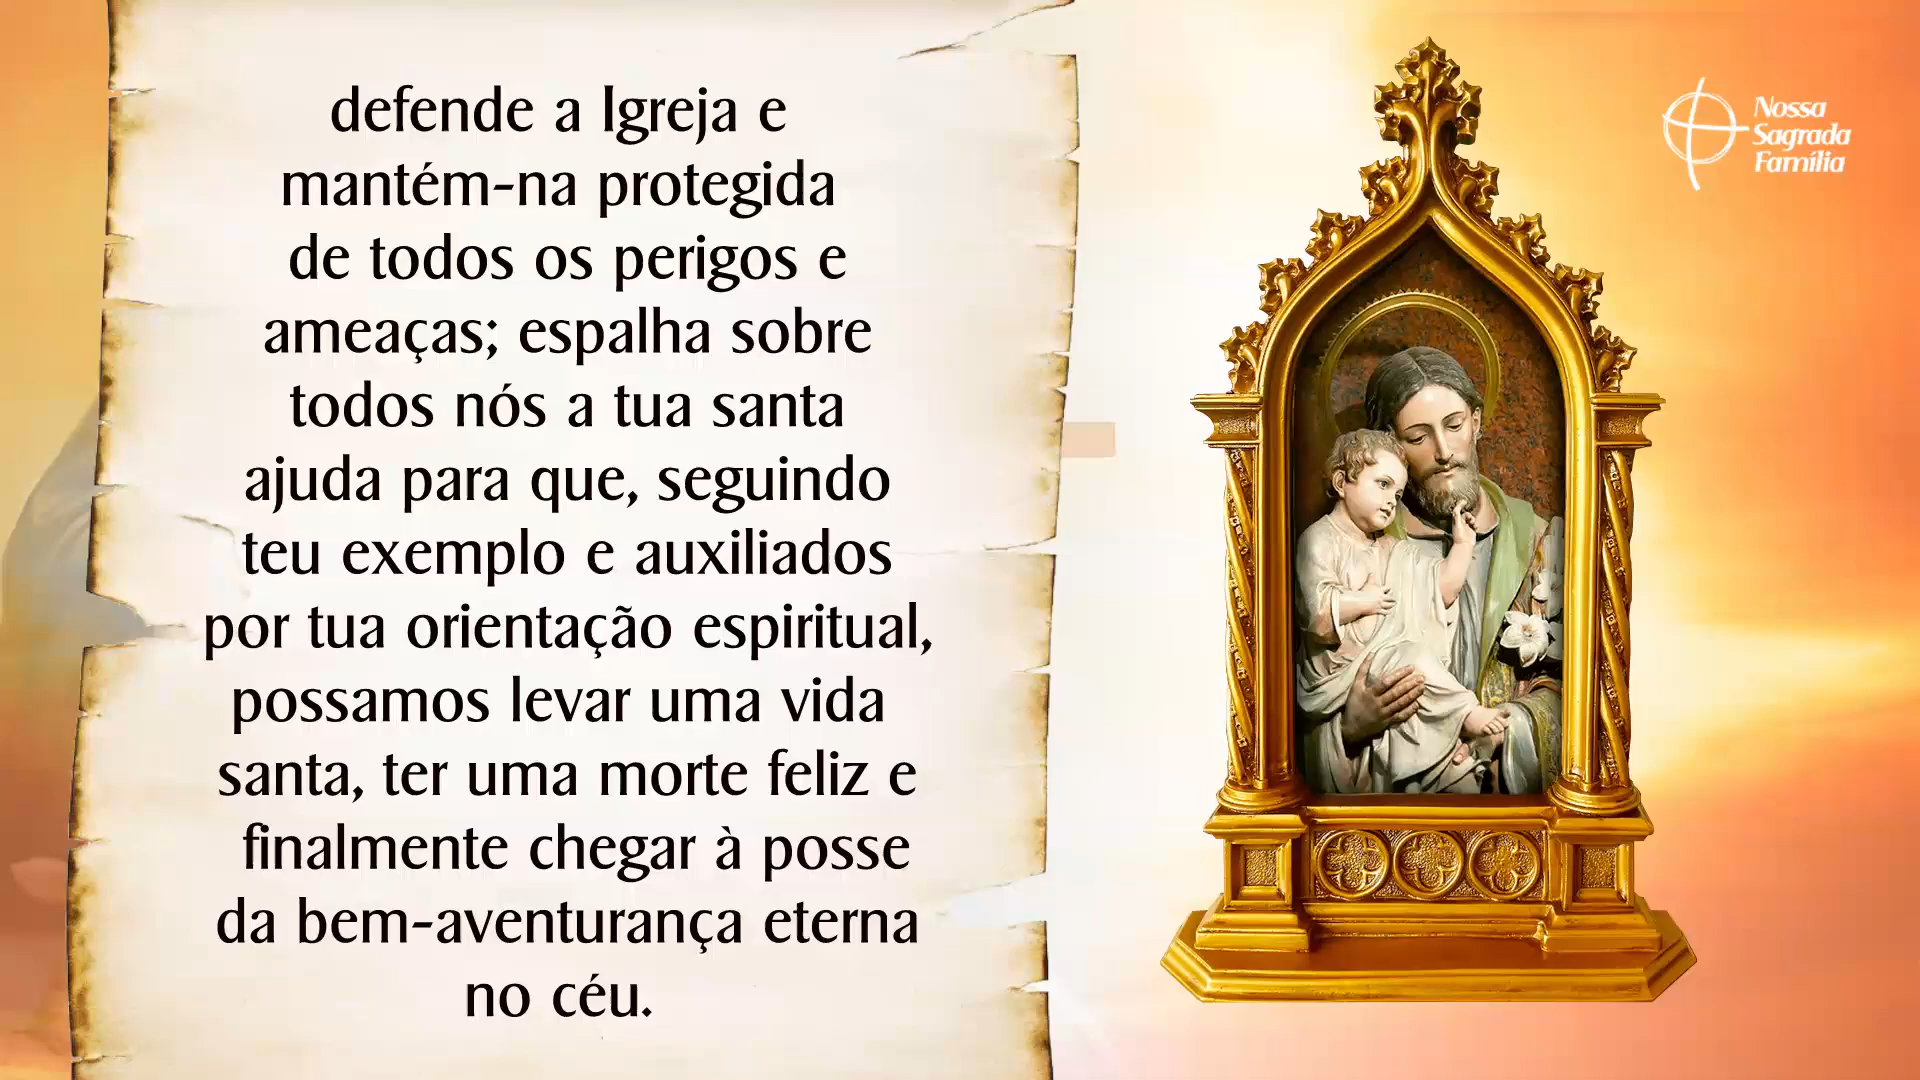 defende a Igreja e
mantém-na protegida
de todos os perigos e
ameaças; espalha sobre
todos nós a tua santa
ajuda para que, seguindo
teu exemplo e auxiliados
por tua orientação espiritual,
possamos levar uma vida
santa, ter uma morte feliz e
finalmente chegar à posse
da bem-aventurança eterna
no céu.
Nossa
Sagrada
Família